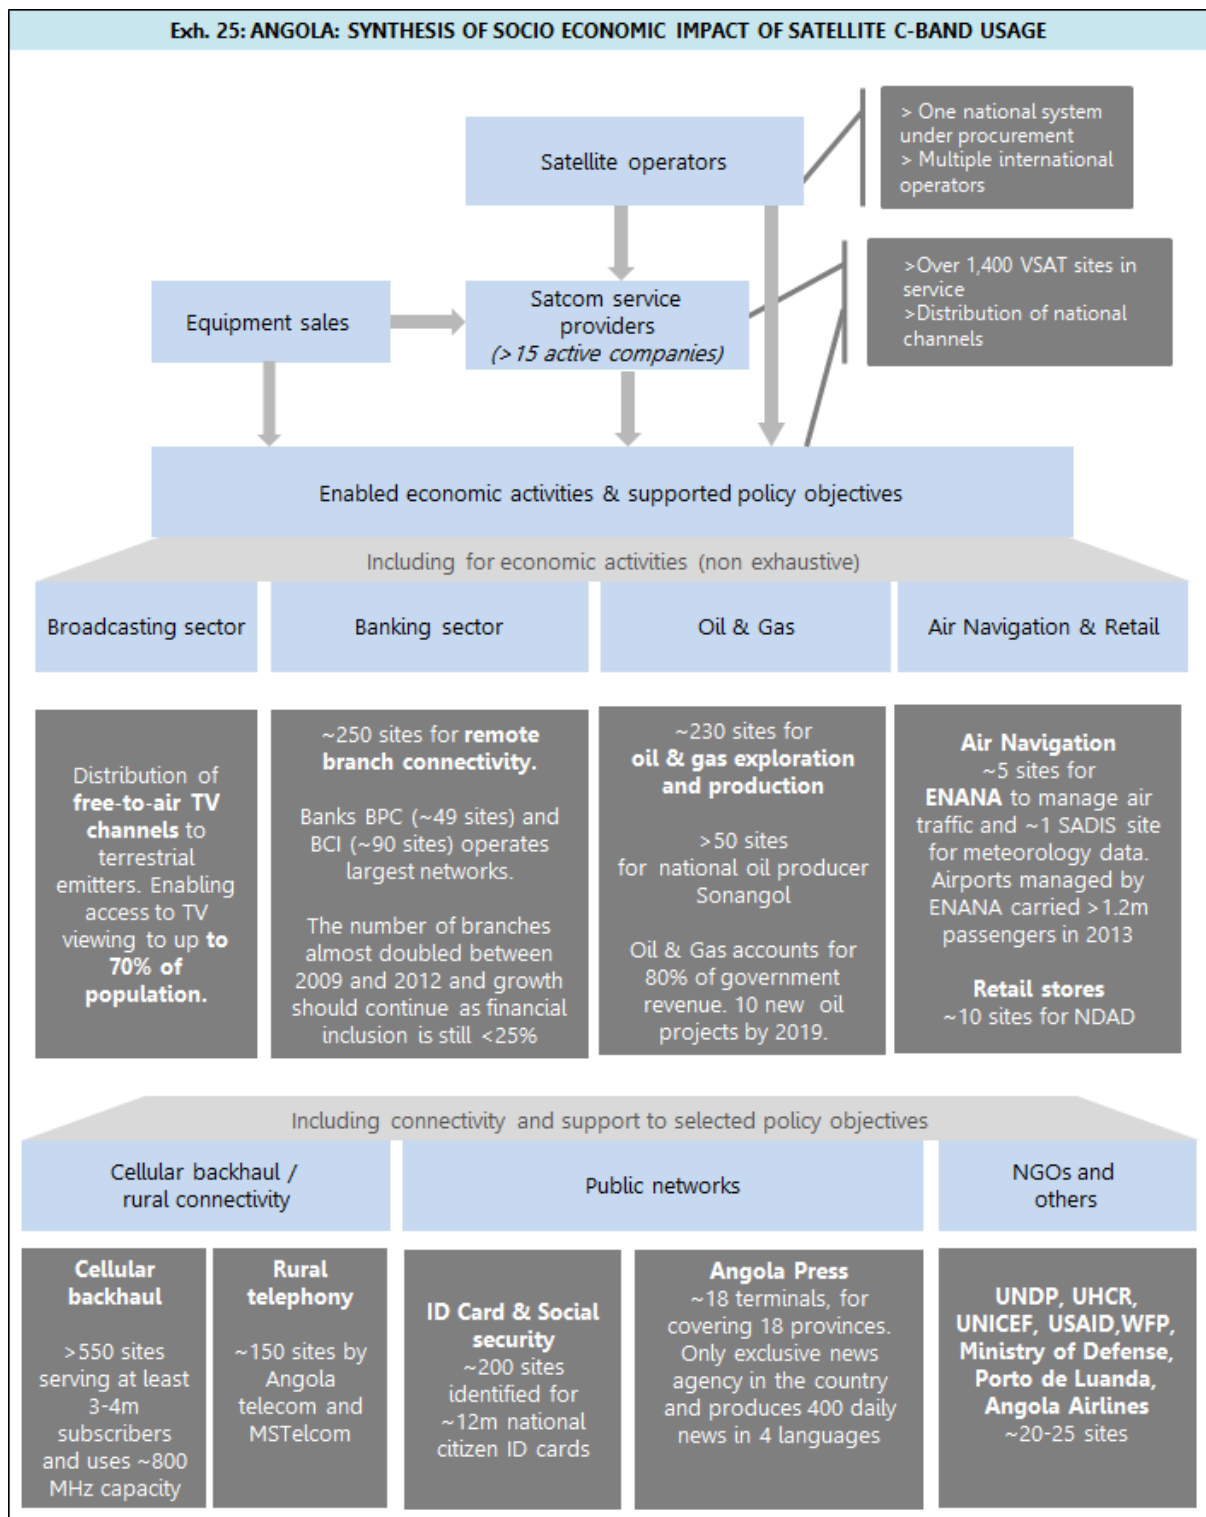 Exh. 25: ANGOLA: SYNTHESIS OF SOCIO ECONOMIC IMPACT OF SATELLITE C-BAND USAGE
Satellite operators
> One national system
under procurement
> Multiple international
operators
Equipment sales
Satcom service
providers
(>15 active companies)
>Over 1,400 VSAT sites in
service
>Distribution of national
channels
Enabled economic activities & supported policy objectives
Including for economic activities (non exhaustive)
Broadcasting sector
Banking sector
Oil & Gas
Air Navigation & Retail
Distribution of
free-to-air TV
channels to
terrestrial
emitters. Enabling
access to TV
viewing to up to
70% of
population.
~250 sites for remote
branch connectivity.
Banks BPC (~49 sites) and
BCI (~90 sites) operates
largest networks.
The number of branches
almost doubled between
2009 and 2012 and growth
should continue as financial
inclusion is still <25%
~230 sites for
oil & gas exploration
and production
>50 sites
for national oil producer
Sonangol
Oil & Gas accounts for
80% of government
revenue. 10 new oil
projects by 2019.
Air Navigation
~5 sites for
ENANA to manage air
traffic and ~1 SADIS site
for meteorology data.
Airports managed by
ENANA carried >1.2m
passengers in 2013
Retail stores
~10 sites for NDAD
Including connectivity and support to selected policy objectives
Cellular backhaul /
rural connectivity
Public networks
NGOs and
others
Cellular
backhaul
>550 sites
serving at least
3-4m
subscribers
and uses ~800
MHz capacity
Rural
telephony
~150 sites by
Angola
telecom and
MSTelcom
ID Card & Social
security
~200 sites
identified for
~12m national
citizen ID cards
Angola Press
~18 terminals, for
covering 18 provinces.
Only exclusive news
agency in the country
and produces 400 daily
news in 4 languages
UNDP, UHCR,
UNICEF, USAID,WFP,
Ministry of Defense,
Porto de Luanda,
Angola Airlines
~20-25 sites